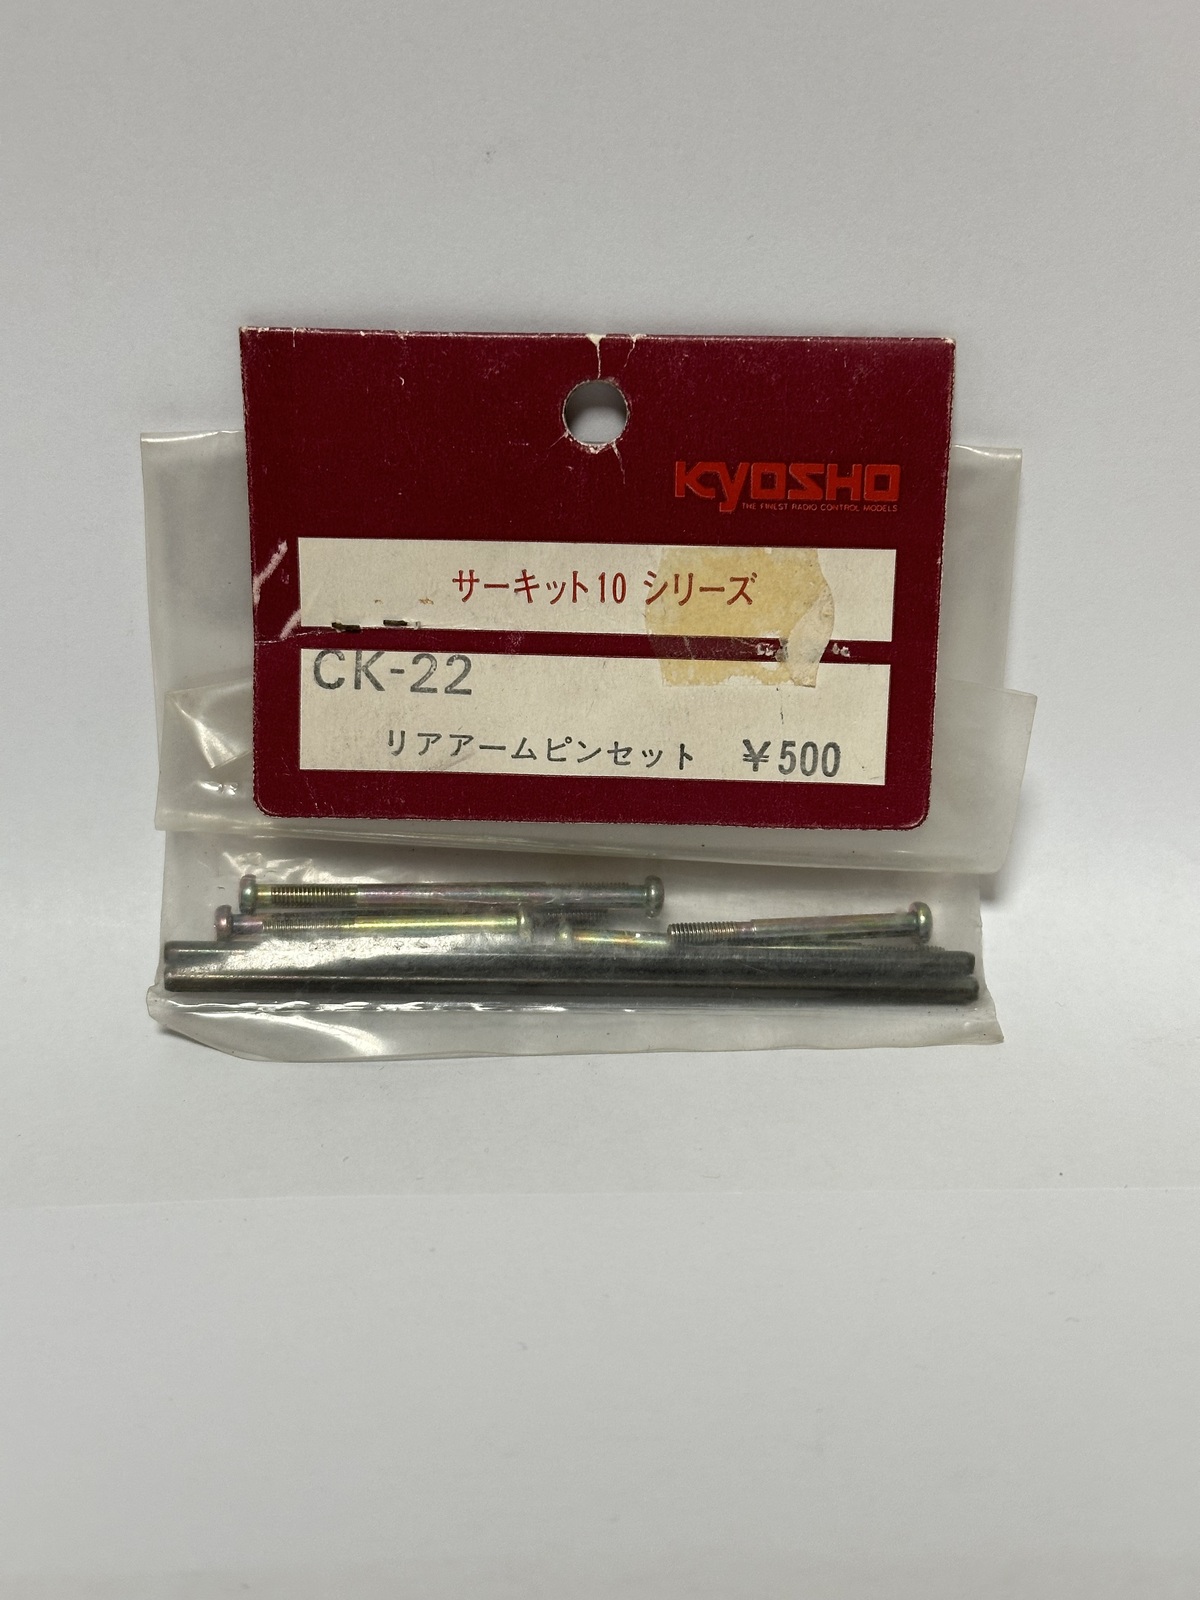 KYOSHO
THE FINEST RADIO CONTROL MODELS
サーキット10 シリーズ
CK-22
リアアームピンセット ¥500